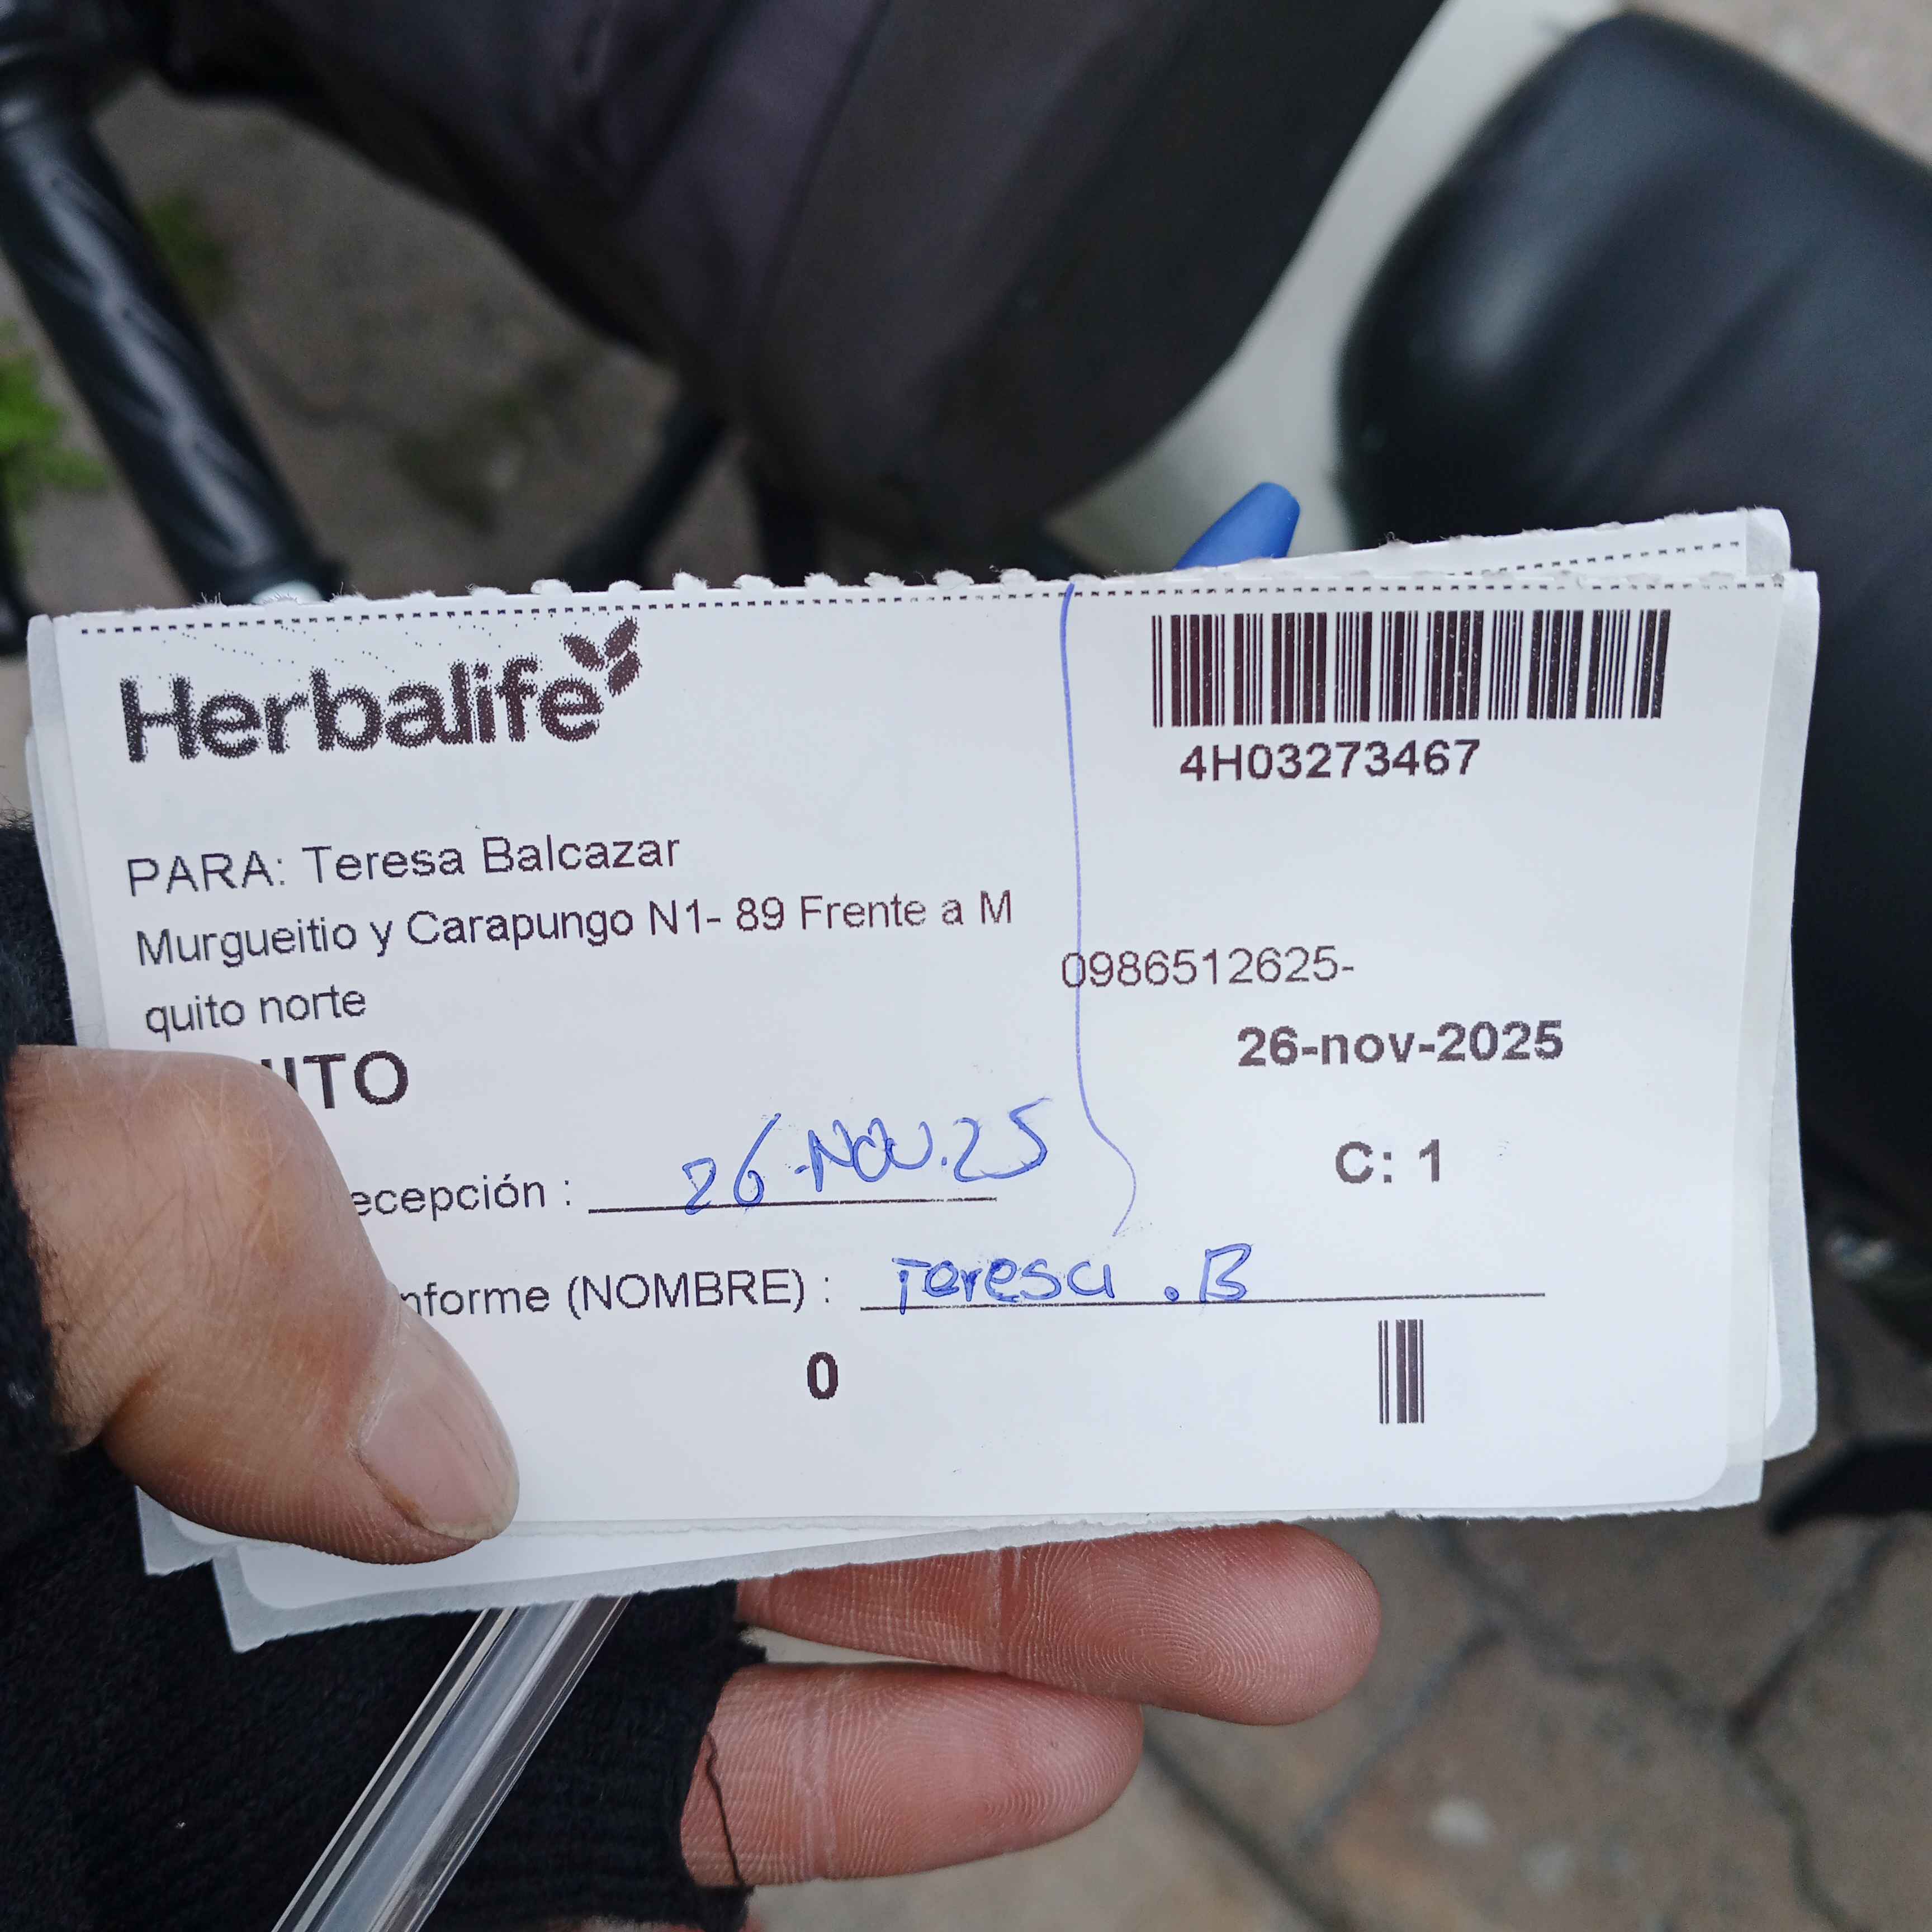 Herbalife
4H03273467
PARA: Teresa Balcazar
Murgueitio y Carapungo N1- 89 Frente a M
0986512625-
quito norte
26-nov-2025
UITO
C: 1
ecepción : 26-NOV.25
nforme (NOMBRE) : Teresa .B
0